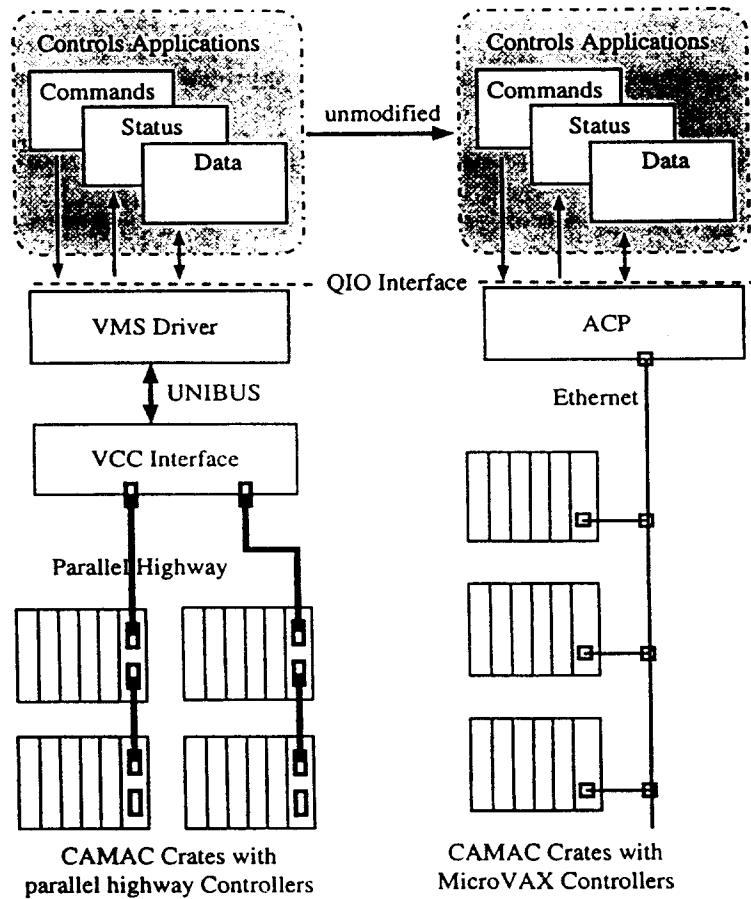 Controls Applications
Commands
Status
Data
unmodified
Controls Applications
Commands
Status
Data
QIO Interface
VMS Driver
ACP
UNIBUS
Ethernet
VCC Interface
Parallel Highway
CAMAC Crates with
parallel highway Controllers
CAMAC Crates with
MicroVAX Controllers